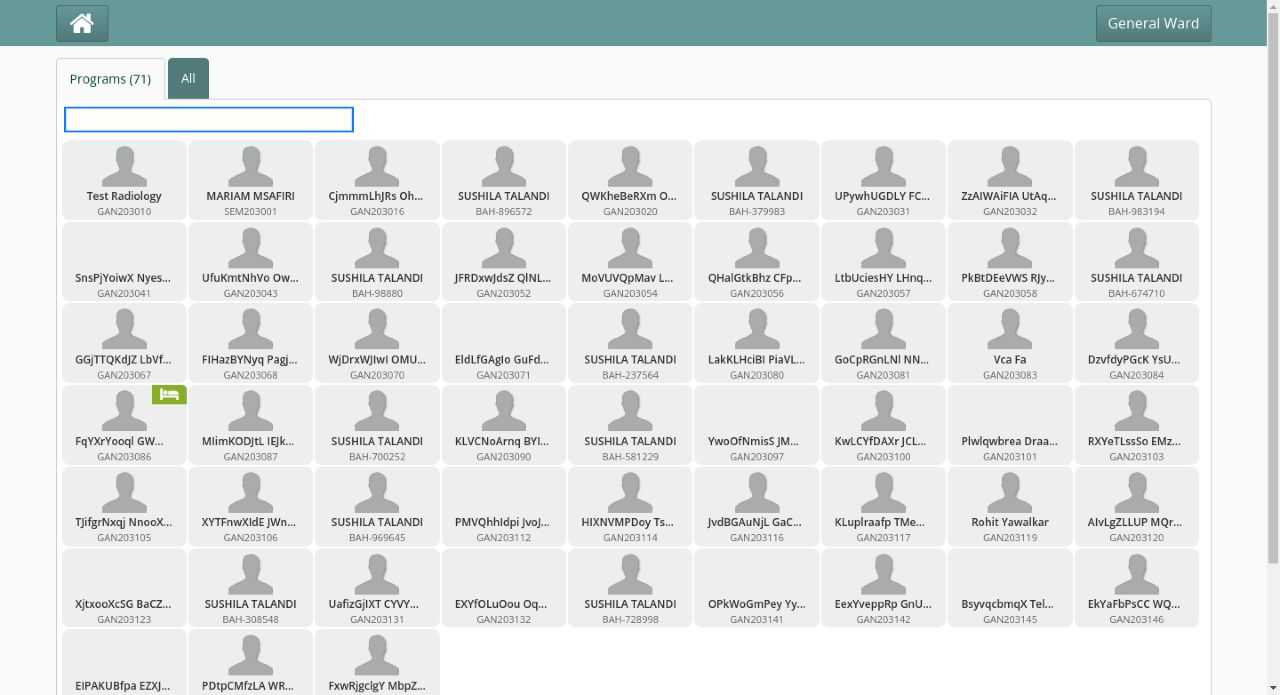 General Ward
Programs (71)
All
Test Radiology
GAN203010
MARIAM MSAFIRI
SEM203001
CjmmmLhJRs Oh...
GAN203016
SUSHILA TALANDI
BAH-896572
QWKheBeRXm O...
GAN203020
SUSHILA TALANDI
BAH-379983
UPywhUGDLY FC...
GAN203031
ZzAIWAiFIA UtAq...
GAN203032
SUSHILA TALANDI
BAH-983194
SnsPjYoiwX Nyes...
GAN203041
UfuKmtNhVo Ow...
GAN203043
SUSHILA TALANDI
BAH-98880
JFRDxwJdsZ QlNL...
GAN203052
MoVUVQpMav L...
GAN203054
QHalGtkBhz CFp...
GAN203056
LtbUciesHY LHnq...
GAN203057
PkBtDEeVWS RJy...
GAN203058
SUSHILA TALANDI
BAH-674710
GGjTTQKdJZ LbVf...
GAN203067
FIHazBYNyq Pagj...
GAN203068
WjDrxWJIwI OMU...
GAN203070
EldLfGAgIo GuFd...
GAN203071
SUSHILA TALANDI
BAH-237564
LakKLHciBI PiaVL...
GAN203080
GoCpRGnLNl NN...
GAN203081
Vca Fa
GAN203083
DzvfdyPGcK YsU...
GAN203084
FqYXrYooql GW...
GAN203086
MIimKODJtL IEJk...
GAN203087
SUSHILA TALANDI
BAH-700252
KLVCNoArnq BYI...
GAN203090
SUSHILA TALANDI
BAH-581229
YwoOfNmisS JM...
GAN203097
KwLCYfDAXr JCL...
GAN203100
Plwlqwbrea Draa...
GAN203101
RXYeTLssSo EMz...
GAN203103
TJifgrNxqj NnooX...
GAN203105
XYTFnwXIdE JWn...
GAN203106
SUSHILA TALANDI
BAH-969645
PMVQhhIdpi JvoJ...
GAN203112
HIXNVMPDoy Ts...
GAN203114
JvdBGAuNjL GaC...
GAN203116
KLuplraafp TMe...
GAN203117
Rohit Yawalkar
GAN203119
AIvLgZLLUP MQr...
GAN203120
XjtxooXcSG BaCZ...
GAN203123
SUSHILA TALANDI
BAH-308548
UafizGjIXT CYVY...
GAN203131
EXYfOLuOou Oq...
GAN203132
SUSHILA TALANDI
BAH-728998
OPkWoGmPey Yy...
GAN203141
EexYveppRp GnU...
GAN203142
BsyvqcbmqX Tel...
GAN203145
EkYaFbPsCC WQ...
GAN203146
EIPAKUBfpa EZXJ...
PDtpCMfzLA WR...
FxwRjgclgY MbpZ...